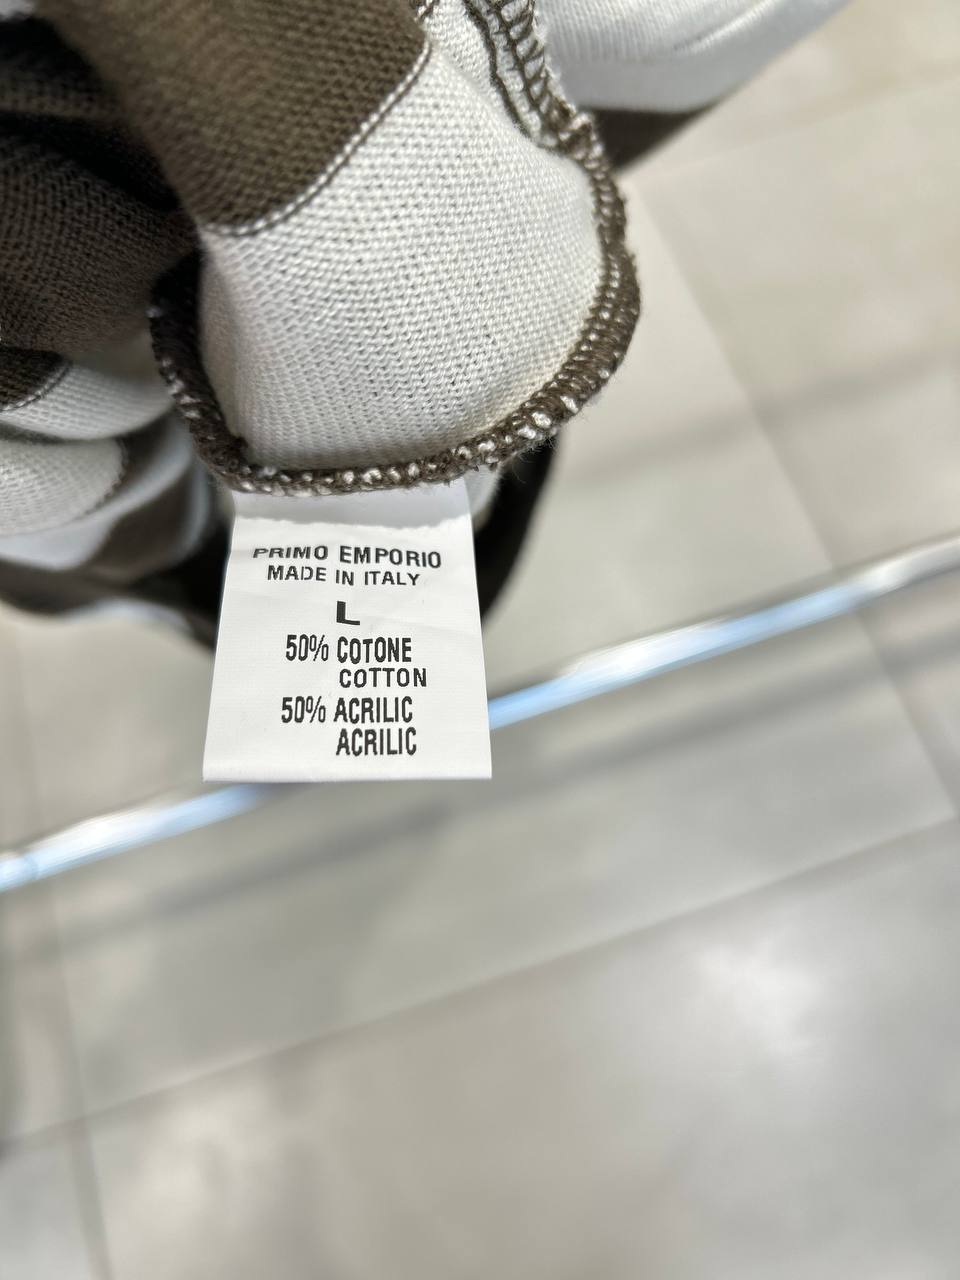 PRIMO EMPORIO
MADE IN ITALY
L
50% COTONE
COTTON
50% ACRILIC
ACRILIC